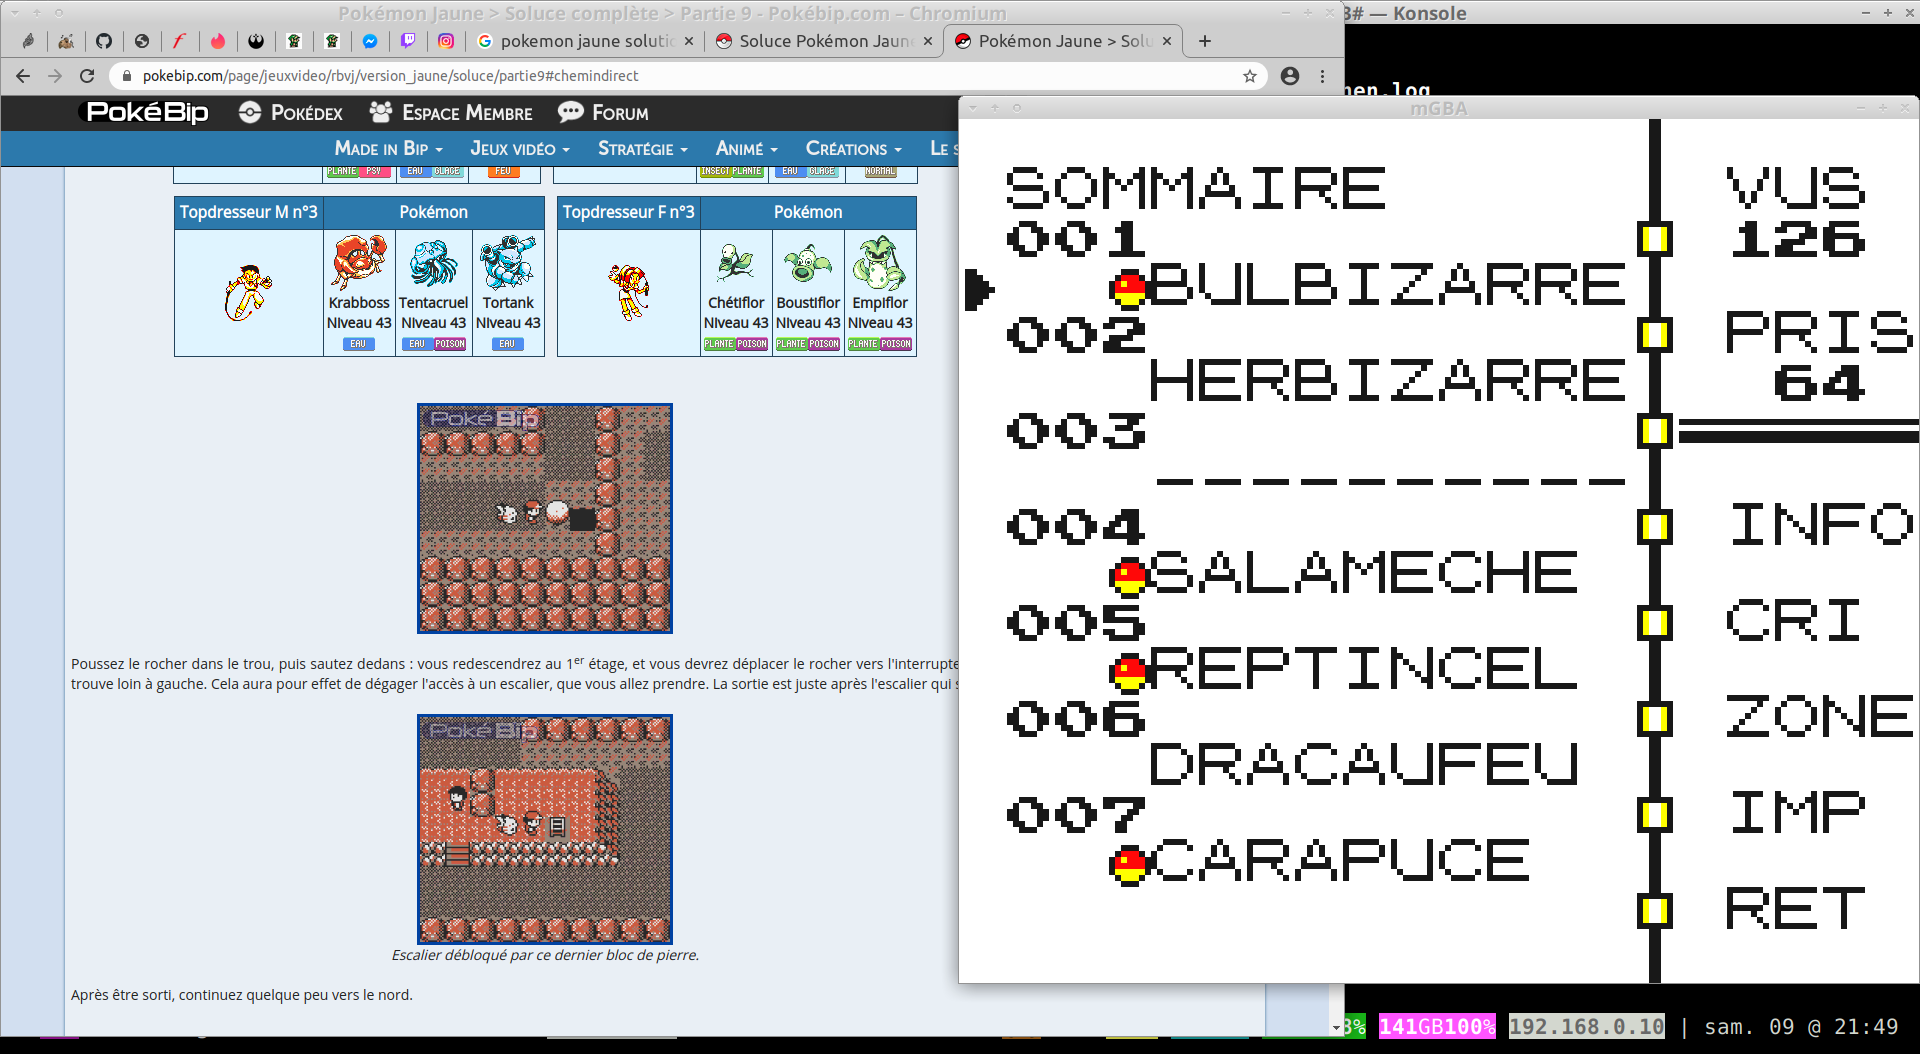 Pokémon Jaune > Soluce complète > Partie 9 - Pokébip.com – Chromium
3# — Konsole
pokemon jaune soluti
Soluce Pokémon Jaun
Pokémon Jaune > Solu
pokebip.com/page/jeuxvideo/rbvj/version_jaune/soluce/partie9#chemindirect
PokéBip
Pokédex
Espace Membre
Forum
Made in Bip
Jeux vidéo
Stratégie
Animé
Créations
Le s
PLANTE PSY
EAU GLACE
FEU
INSECT PLANTE
EAU GLACE
NORMAL
Topdresseur M n°3
Pokémon
Krabboss
Niveau 43
EAU
Tentacruel
Niveau 43
EAU POISON
Tortank
Niveau 43
EAU
Topdresseur F n°3
Pokémon
Chétiflor
Niveau 43
PLANTE POISON
Boustiflor
Niveau 43
PLANTE POISON
Empiflor
Niveau 43
PLANTE POISON
PokéBip
Poussez le rocher dans le trou, puis sautez dedans : vous redescendrez au 1er étage, et vous devrez déplacer le rocher vers l'interrupte
trouve loin à gauche. Cela aura pour effet de dégager l'accès à un escalier, que vous allez prendre. La sortie est juste après l'escalier qui s
PokéBip
Escalier débloqué par ce dernier bloc de pierre.
Après être sorti, continuez quelque peu vers le nord.
hen.log
mGBA
SOMMAIRE
001
BULBIZARRE
002
HERBIZARRE
003
----------
004
SALAMECHE
005
REPTINCEL
006
DRACAUFEU
007
CARAPUCE
VUS
126
PRIS
64
INFO
CRI
ZONE
IMP
RET
3% 141GB100% 192.168.0.10 | sam. 09 @ 21:49